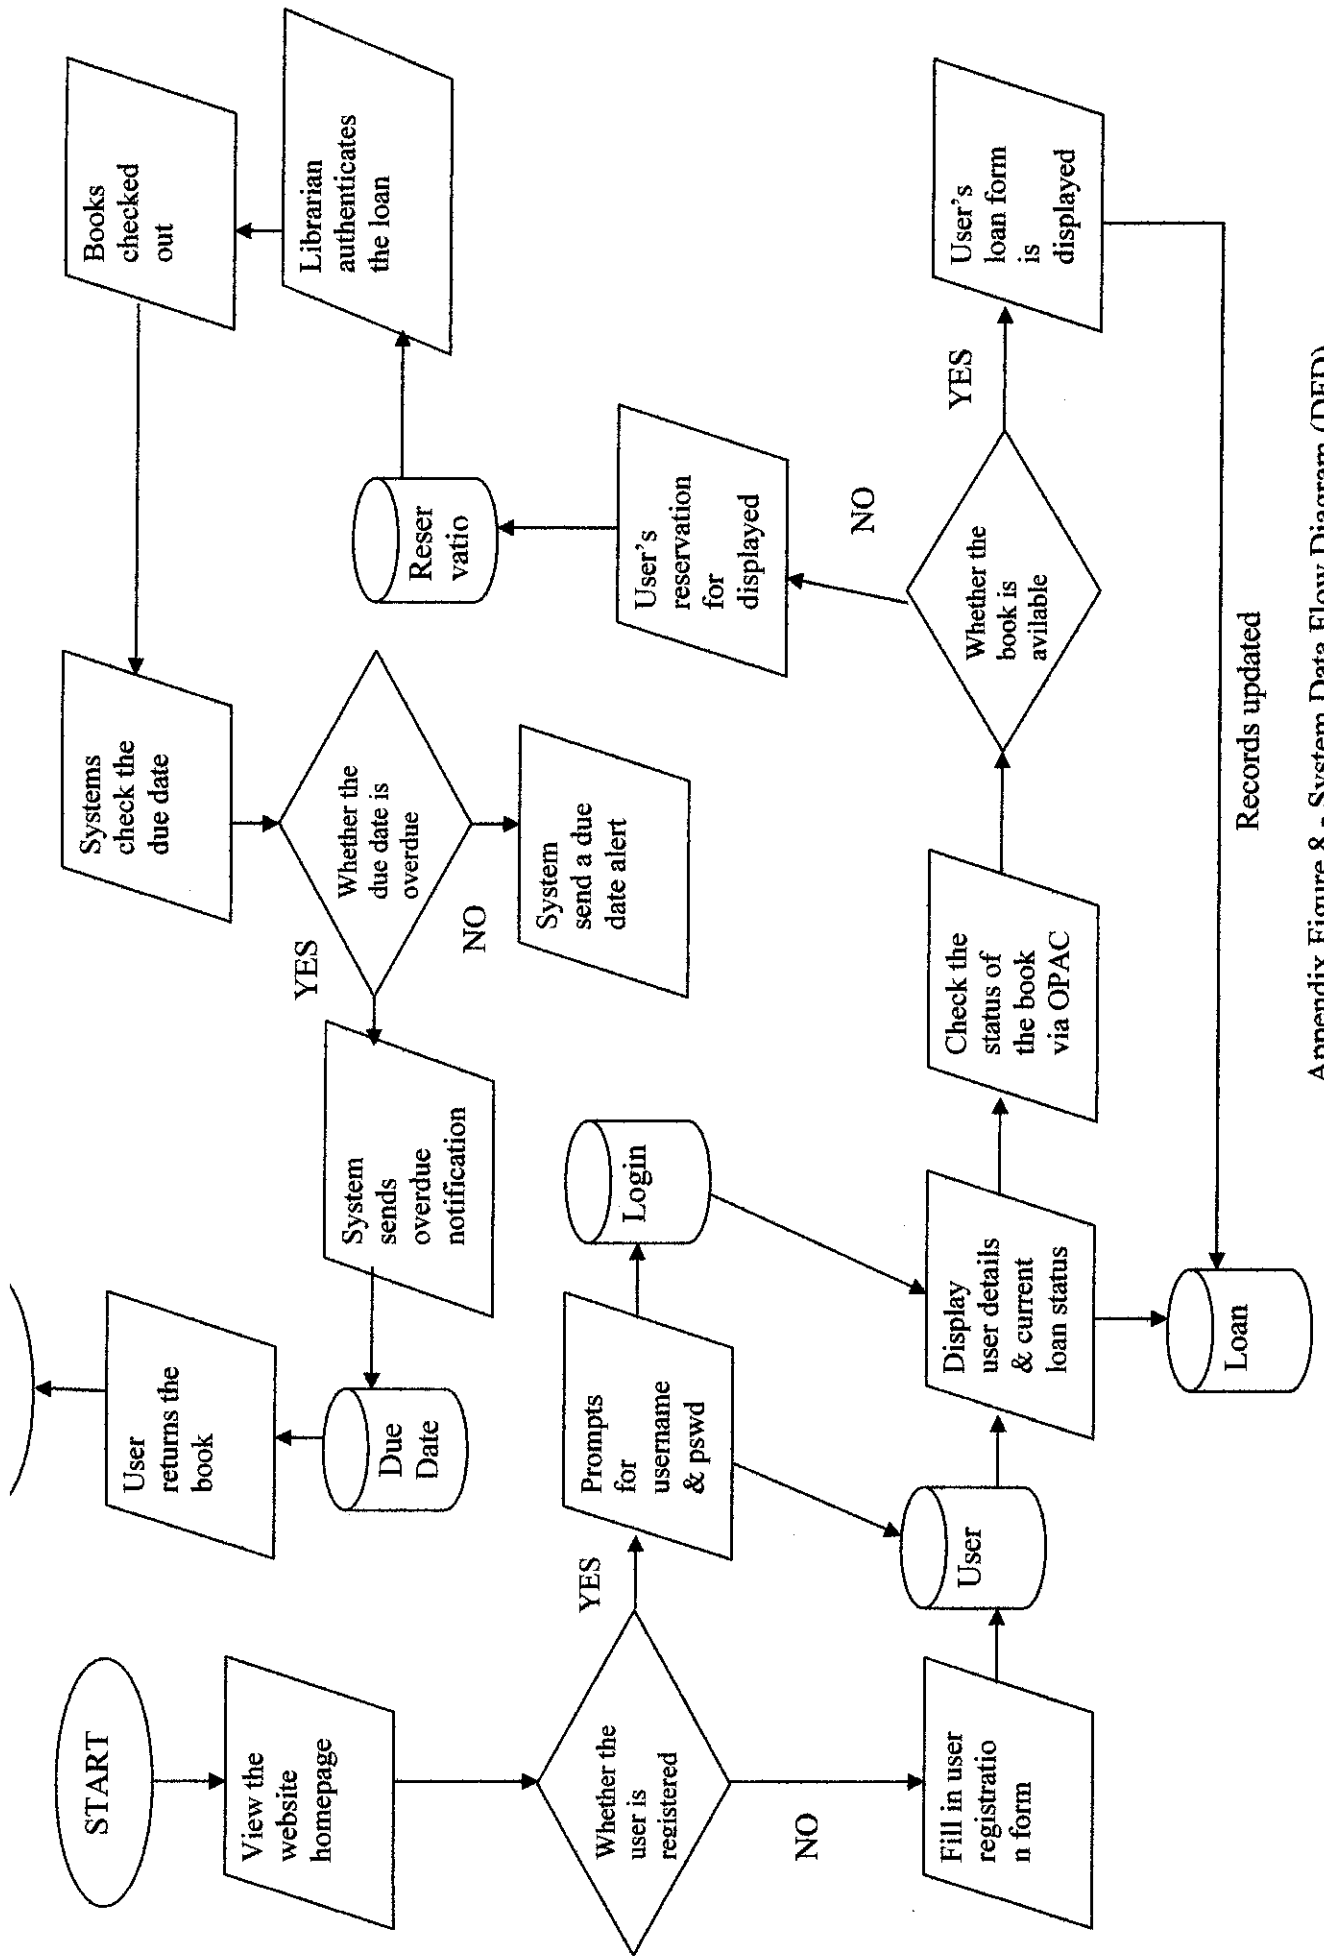 START
View the
website
homepage
Whether the
user is
registered
YES
NO
Fill in user
registratio
n form
Prompts
for
username
& pswd
Login
User
Display
user details
& current
loan status
Loan
Check the
status of
the book
via OPAC
Whether the
book is
avilable
YES
NO
User's
loan form
is
displayed
Records updated
User's
reservation
for
displayed
Reser
vatio
Librarian
authenticates
the loan
Books
checked
out
Systems
check the
due date
Whether the
due date is
overdue
YES
NO
System
send a due
date alert
System
sends
overdue
notification
Due
Date
User
returns the
book
Appendix Figure 8 - System Data Flow Diagram (DFD)